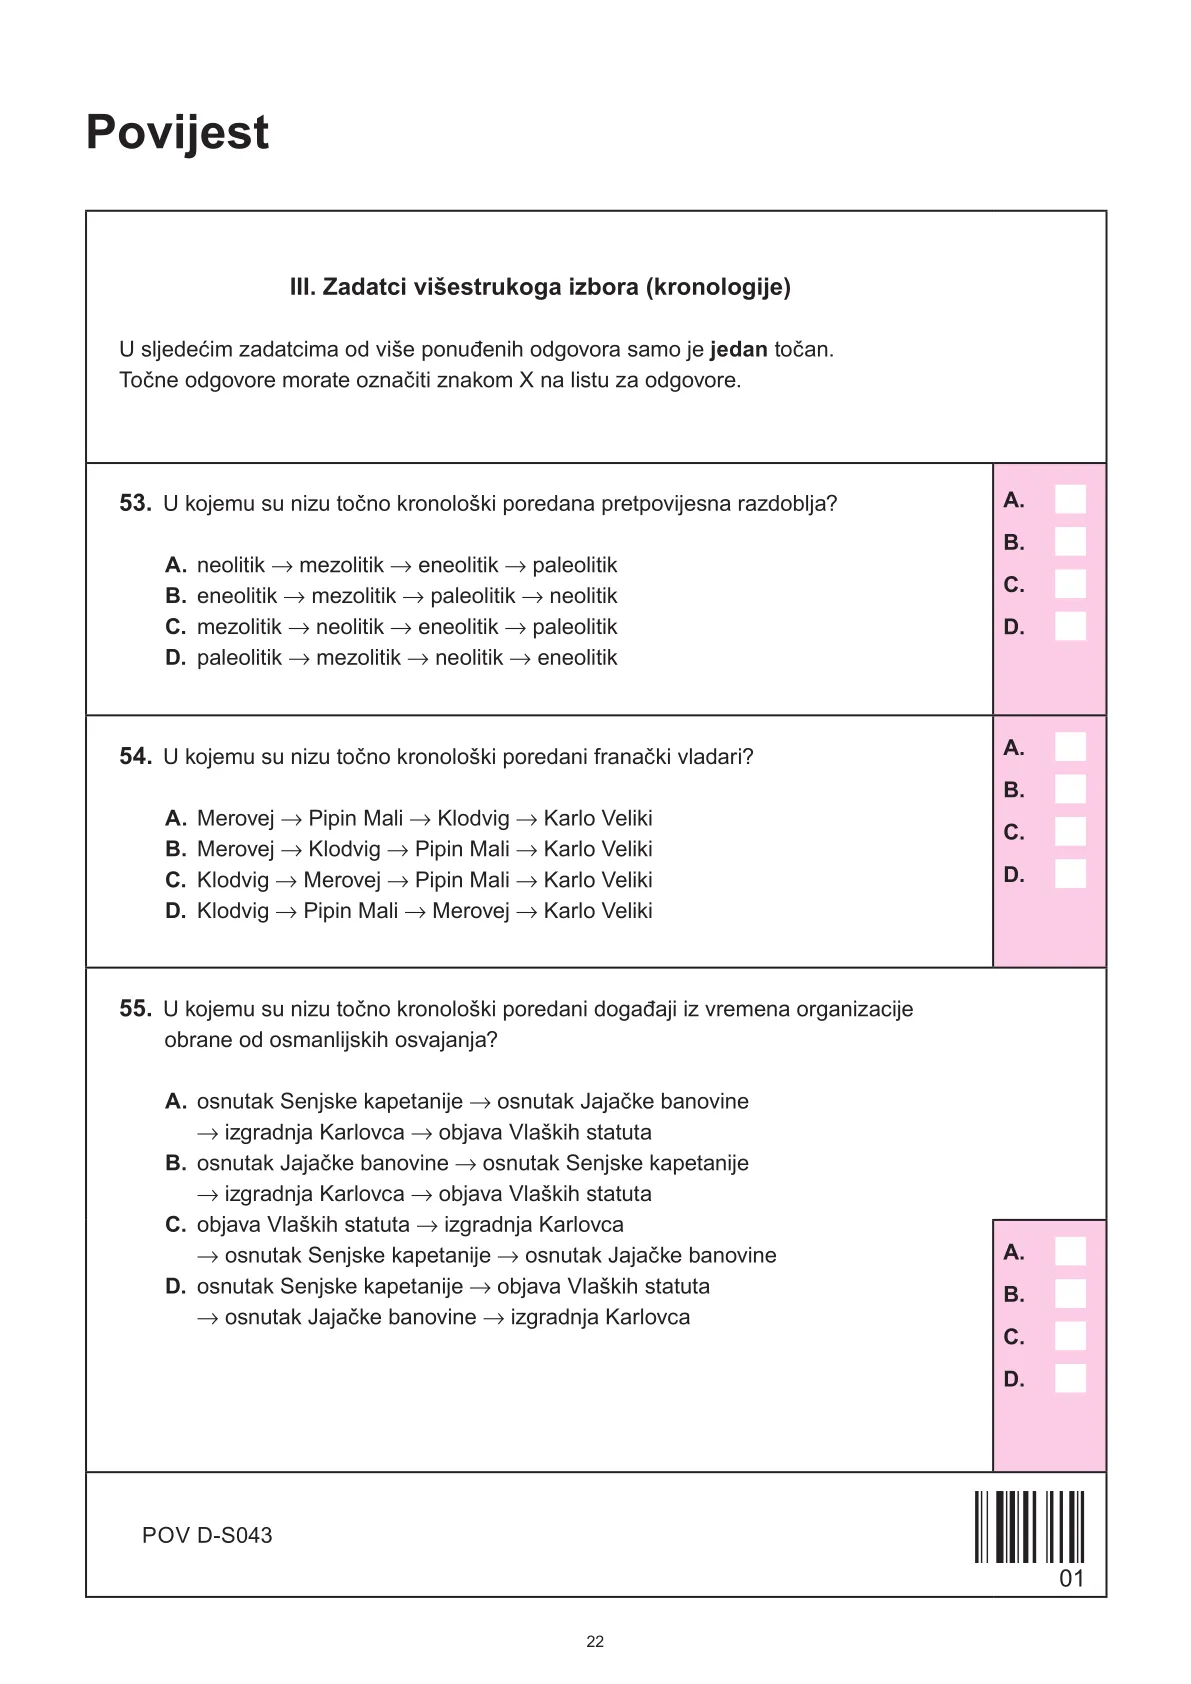 Povijest
III. Zadatci višestrukoga izbora (kronologije)
U sljedećim zadatcima od više ponuđenih odgovora samo je jedan točan.
Točne odgovore morate označiti znakom X na listu za odgovore.
53. U kojemu su nizu točno kronološki poredana pretpovijesna razdoblja?
A. neolitik → mezolitik → eneolitik → paleolitik
B. eneolitik → mezolitik → paleolitik → neolitik
C. mezolitik → neolitik → eneolitik → paleolitik
D. paleolitik → mezolitik → neolitik → eneolitik
A.
B.
C.
D.
54. U kojemu su nizu točno kronološki poredani franački vladari?
A. Merovej → Pipin Mali → Klodvig → Karlo Veliki
B. Merovej → Klodvig → Pipin Mali → Karlo Veliki
C. Klodvig → Merovej → Pipin Mali → Karlo Veliki
D. Klodvig → Pipin Mali → Merovej → Karlo Veliki
A.
B.
C.
D.
55. U kojemu su nizu točno kronološki poredani događaji iz vremena organizacije
obrane od osmanlijskih osvajanja?
A. osnutak Senjske kapetanije → osnutak Jajačke banovine
→ izgradnja Karlovca → objava Vlaških statuta
B. osnutak Jajačke banovine → osnutak Senjske kapetanije
→ izgradnja Karlovca → objava Vlaških statuta
C. objava Vlaških statuta → izgradnja Karlovca
→ osnutak Senjske kapetanije → osnutak Jajačke banovine
D. osnutak Senjske kapetanije → objava Vlaških statuta
→ osnutak Jajačke banovine → izgradnja Karlovca
A.
B.
C.
D.
POV D-S043
01
22